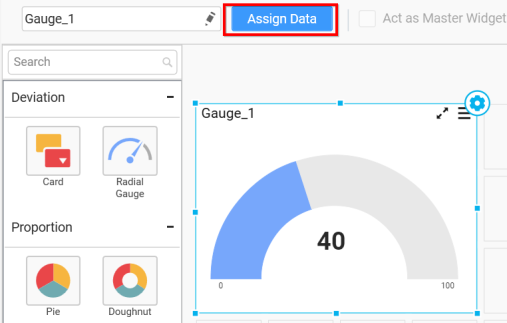 Gauge_1
Assign Data
Act as Master Widget
Search
Deviation
Card
Radial
Gauge
Proportion
Pie
Doughnut
Gauge_1
40
0
100